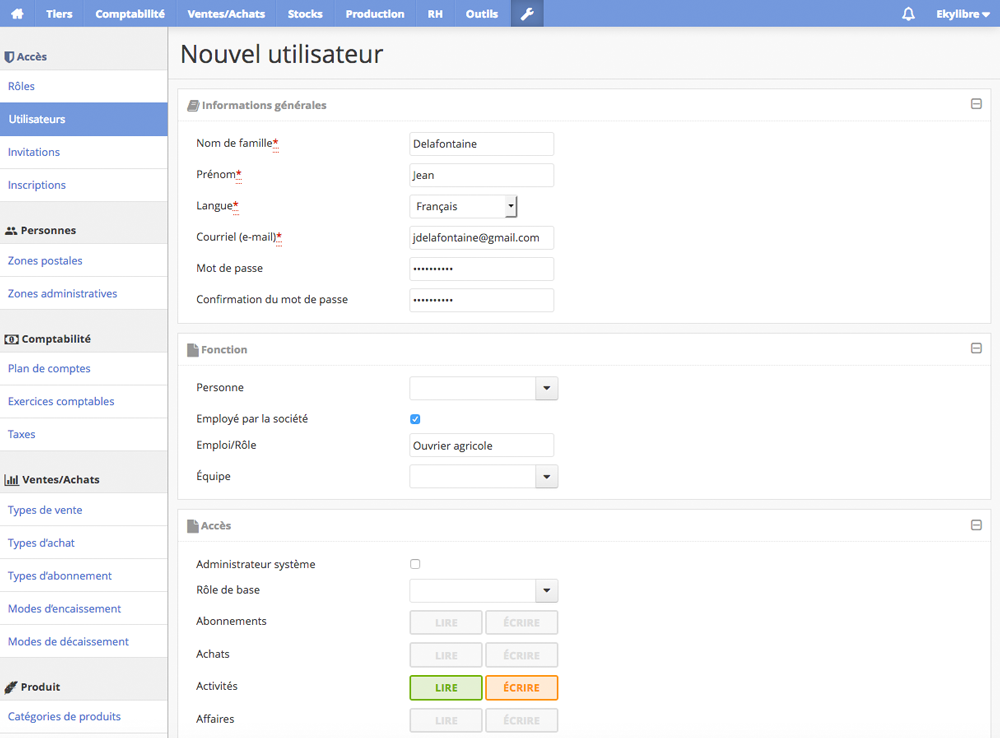 Tiers Comptabilité Ventes/Achats Stocks Production RH Outils Ekylibre
Accès
Rôles
Utilisateurs
Invitations
Inscriptions
Personnes
Zones postales
Zones administratives
Comptabilité
Plan de comptes
Exercices comptables
Taxes
Ventes/Achats
Types de vente
Types d'achat
Types d'abonnement
Modes d'encaissement
Modes de décaissement
Produit
Catégories de produits
Nouvel utilisateur
Informations générales
Nom de famille* Delafontaine
Prénom* Jean
Langue* Français
Courriel (e-mail)* jdelafontaine@gmail.com
Mot de passe ••••••••••
Confirmation du mot de passe ••••••••••
Fonction
Personne
Employé par la société
Emploi/Rôle Ouvrier agricole
Équipe
Accès
Administrateur système
Rôle de base
Abonnements LIRE ÉCRIRE
Achats LIRE ÉCRIRE
Activités LIRE ÉCRIRE
Affaires LIRE ÉCRIRE